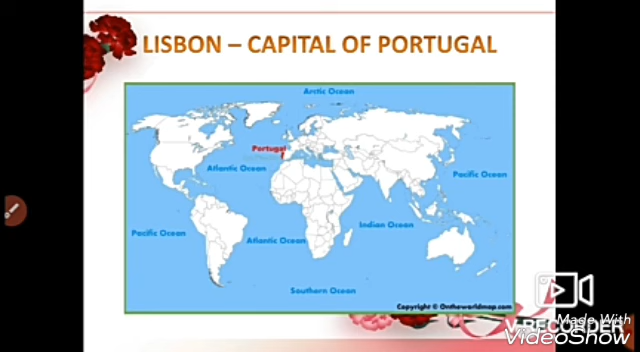 LISBON – CAPITAL OF PORTUGAL
Arctic Ocean
Portugal
Atlantic Ocean
Pacific Ocean
Indian Ocean
Pacific Ocean
Atlantic Ocean
Southern Ocean
Copyright © Ontheworldmap.com
Made With
V RECORDER
VideoShow